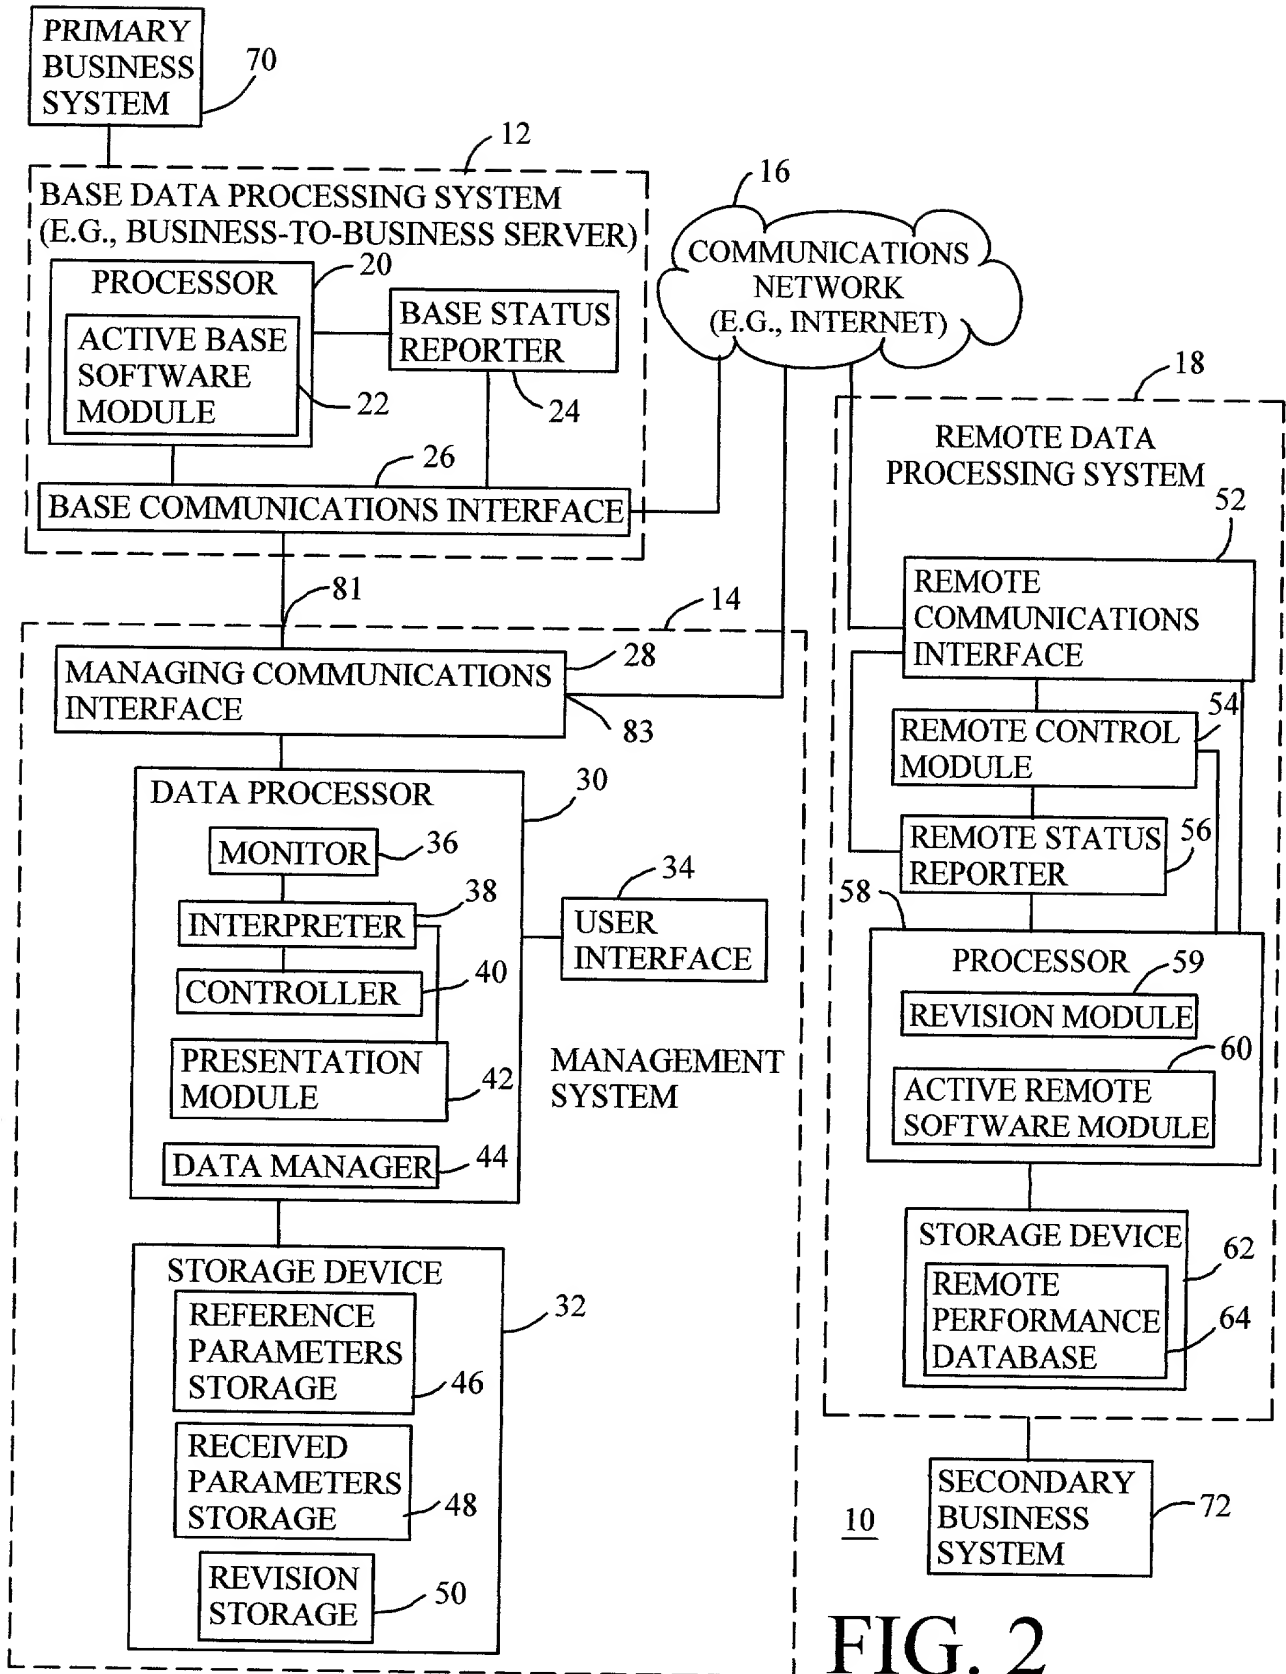 PRIMARY
BUSINESS
SYSTEM
70
12
BASE DATA PROCESSING SYSTEM
(E.G., BUSINESS-TO-BUSINESS SERVER)
20
PROCESSOR
ACTIVE BASE
SOFTWARE
MODULE
22
BASE STATUS
REPORTER
24
26
BASE COMMUNICATIONS INTERFACE
16
COMMUNICATIONS
NETWORK
(E.G., INTERNET)
81
14
MANAGING COMMUNICATIONS
INTERFACE
28
83
DATA PROCESSOR
30
MONITOR
36
INTERPRETER
38
CONTROLLER
40
PRESENTATION
MODULE
42
DATA MANAGER
44
34
USER
INTERFACE
MANAGEMENT
SYSTEM
STORAGE DEVICE
32
REFERENCE
PARAMETERS
STORAGE
46
RECEIVED
PARAMETERS
STORAGE
48
REVISION
STORAGE
50
18
REMOTE DATA
PROCESSING SYSTEM
52
REMOTE
COMMUNICATIONS
INTERFACE
54
REMOTE CONTROL
MODULE
REMOTE STATUS
REPORTER
56
58
PROCESSOR
59
REVISION MODULE
60
ACTIVE REMOTE
SOFTWARE MODULE
STORAGE DEVICE
62
REMOTE
PERFORMANCE
DATABASE
64
SECONDARY
BUSINESS
SYSTEM
72
10
FIG. 2